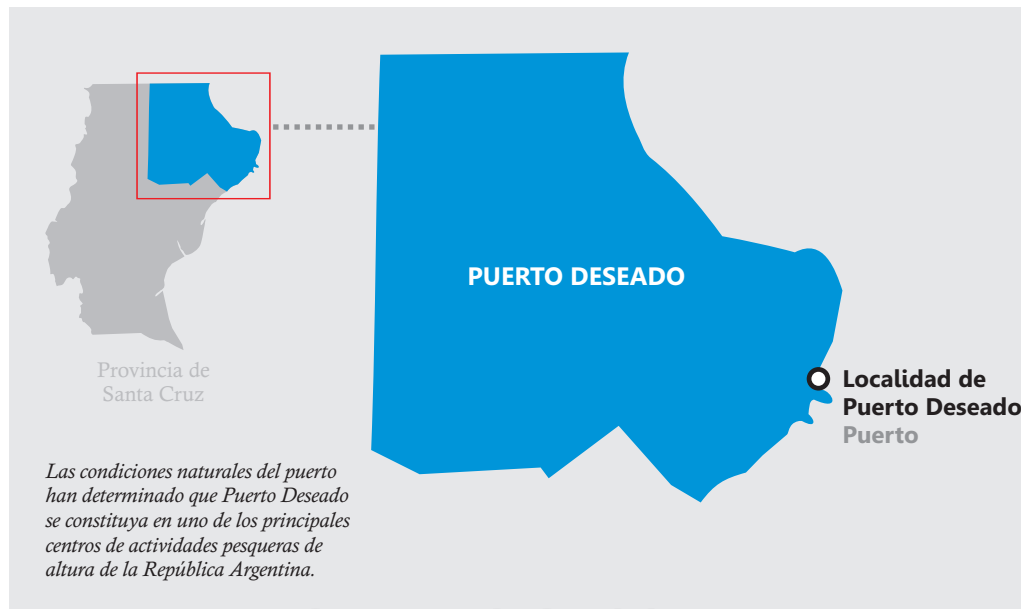 PUERTO DESEADO
Provincia de
Santa Cruz
Localidad de
Puerto Deseado
Puerto
Las condiciones naturales del puerto
han determinado que Puerto Deseado
se constituya en uno de los principales
centros de actividades pesqueras de
altura de la República Argentina.